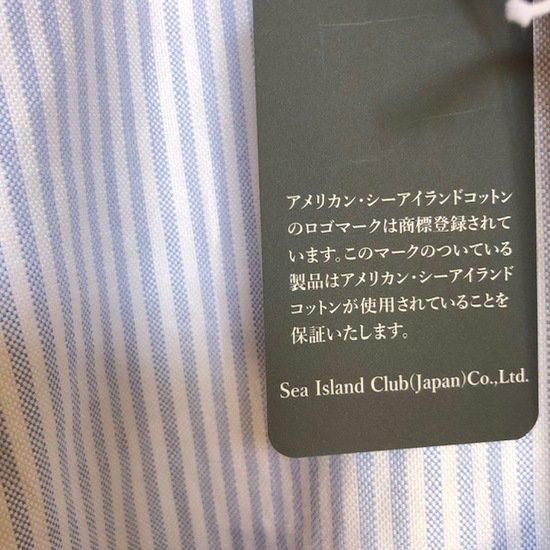 アメリカン・シーアイランドコットン
のロゴマークは商標登録されて
います。このマークのついている
製品はアメリカン・シーアイランド
コットンが使用されていることを
保証いたします。
Sea Island Club(Japan)Co.,Ltd.